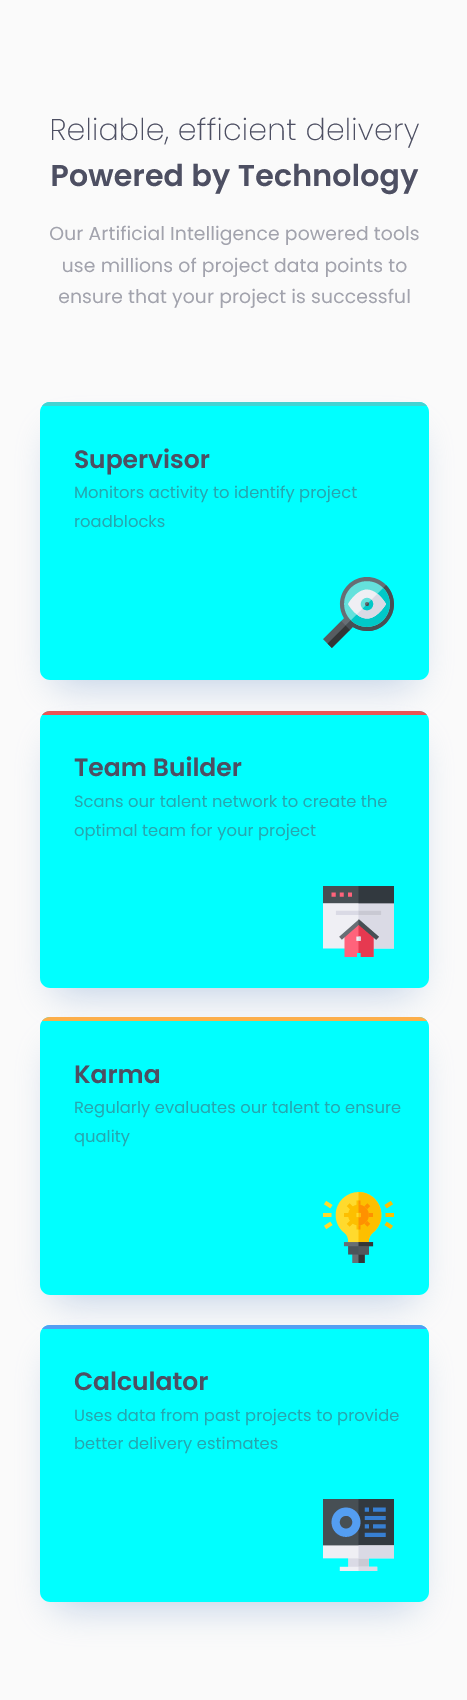 Reliable, efficient delivery
Powered by Technology
Our Artificial Intelligence powered tools
use millions of project data points to
ensure that your project is successful
Supervisor
Monitors activity to identify project
roadblocks
Team Builder
Scans our talent network to create the
optimal team for your project
Karma
Regularly evaluates our talent to ensure
quality
Calculator
Uses data from past projects to provide
better delivery estimates